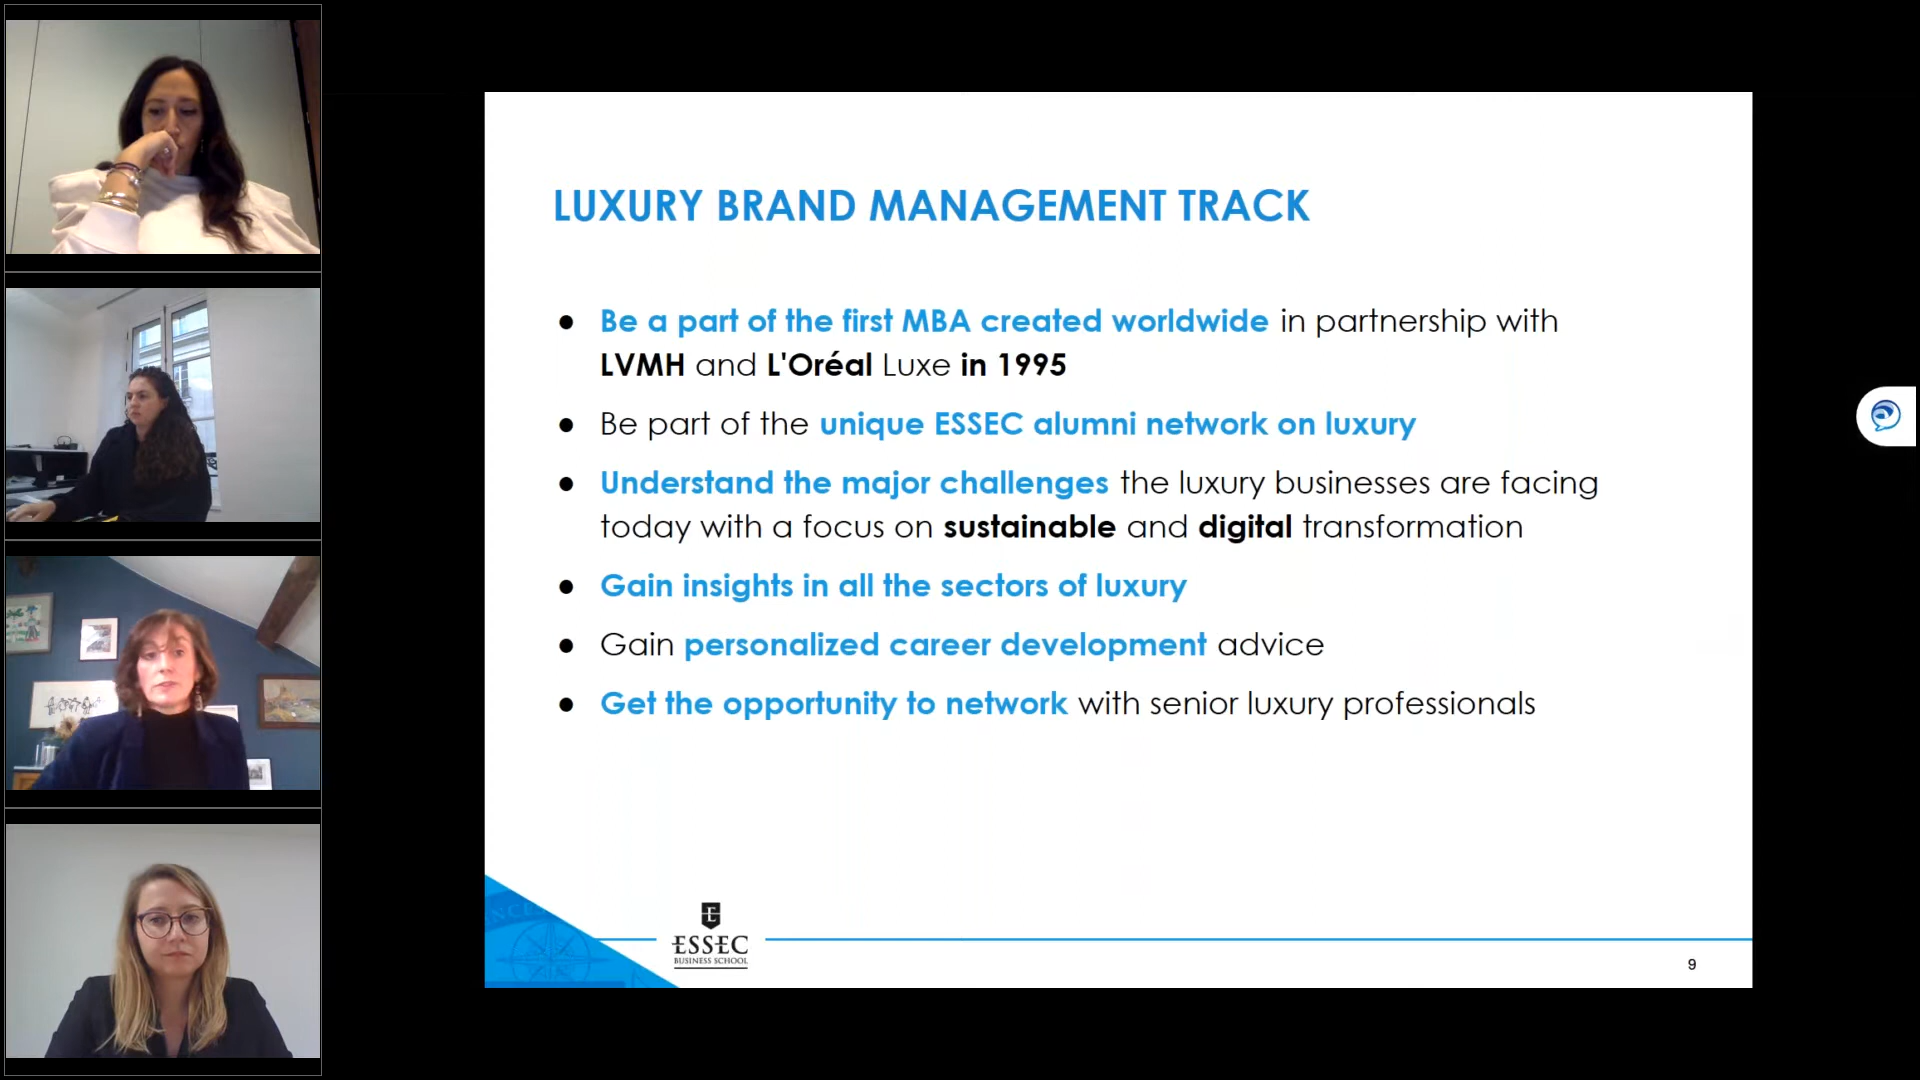 LUXURY BRAND MANAGEMENT TRACK
● Be a part of the first MBA created worldwide in partnership with
LVMH and L'Oréal Luxe in 1995
● Be part of the unique ESSEC alumni network on luxury
● Understand the major challenges the luxury businesses are facing
today with a focus on sustainable and digital transformation
● Gain insights in all the sectors of luxury
● Gain personalized career development advice
● Get the opportunity to network with senior luxury professionals
E
ESSEC
BUSINESS SCHOOL
9